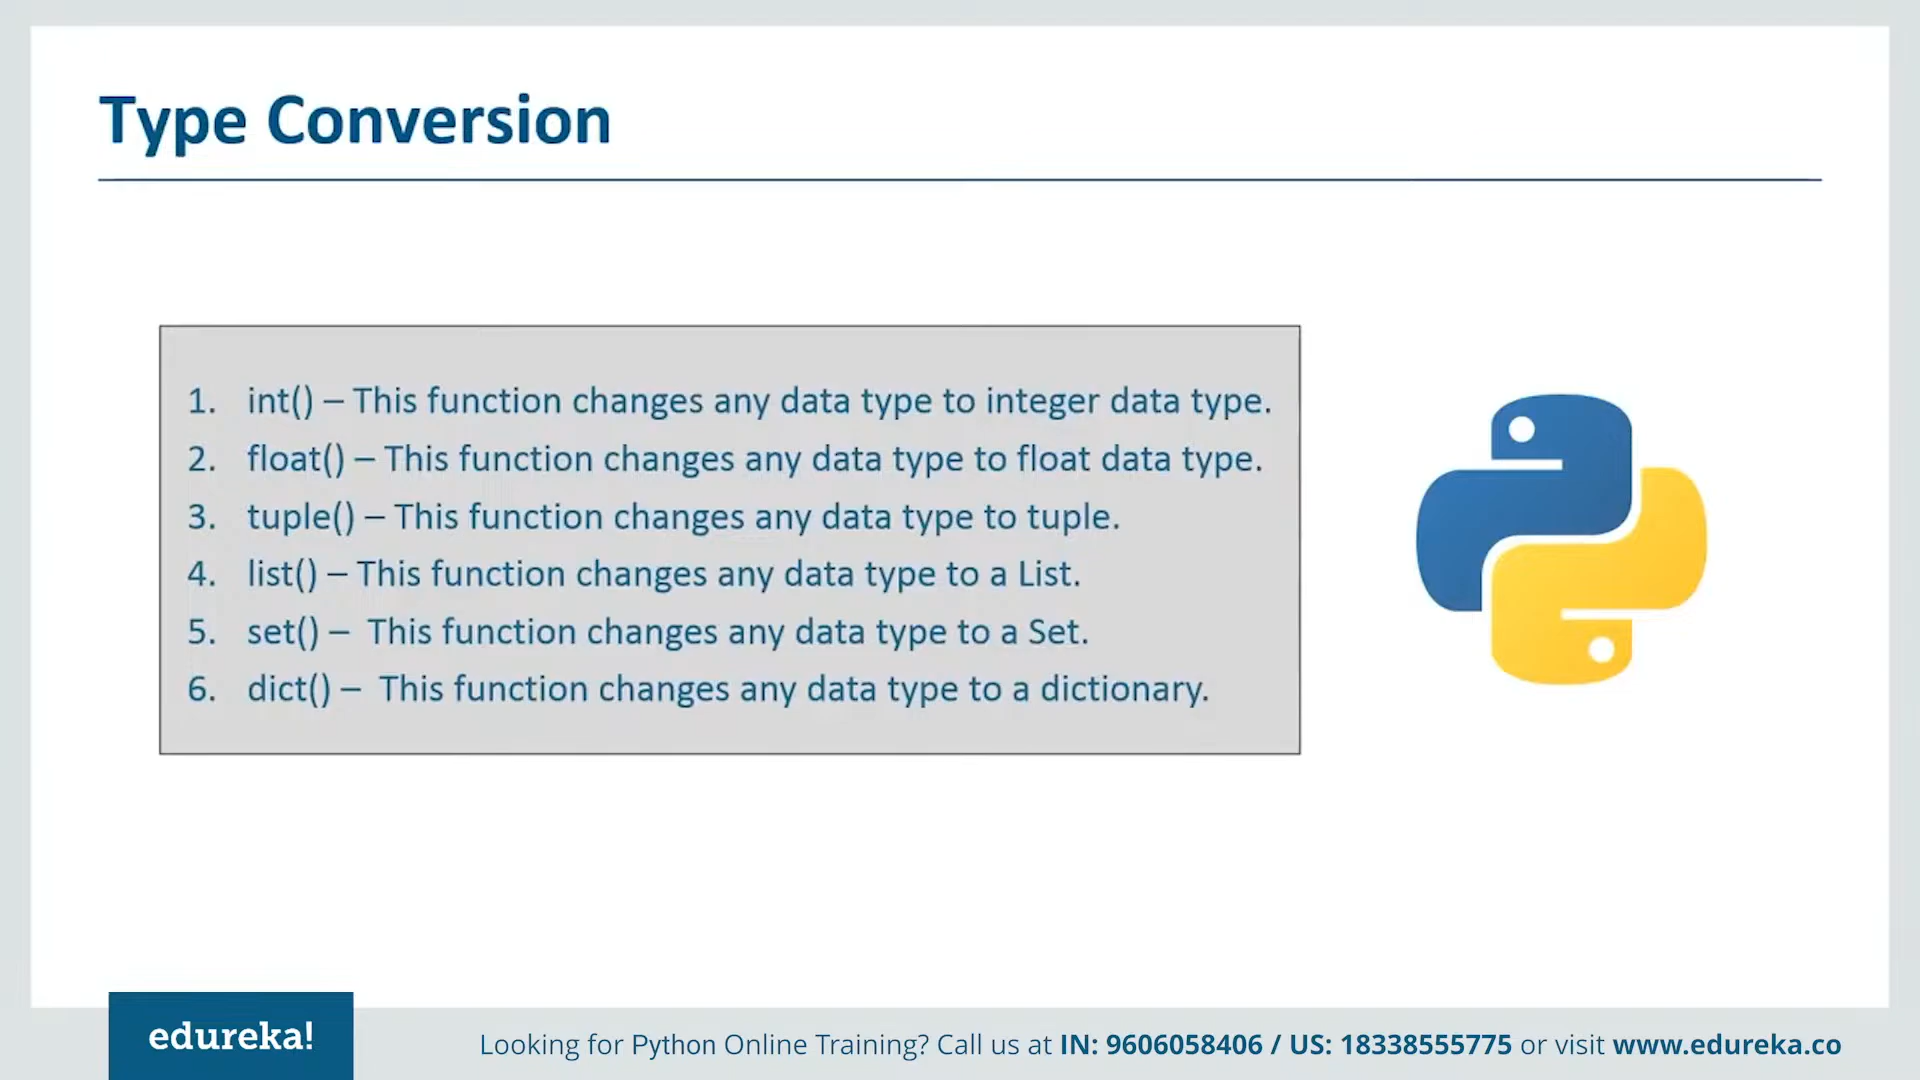 Type Conversion
1. int() – This function changes any data type to integer data type.
2. float() – This function changes any data type to float data type.
3. tuple() – This function changes any data type to tuple.
4. list() – This function changes any data type to a List.
5. set() – This function changes any data type to a Set.
6. dict() – This function changes any data type to a dictionary.
edureka!
Looking for Python Online Training? Call us at IN: 9606058406 / US: 18338555775 or visit www.edureka.co